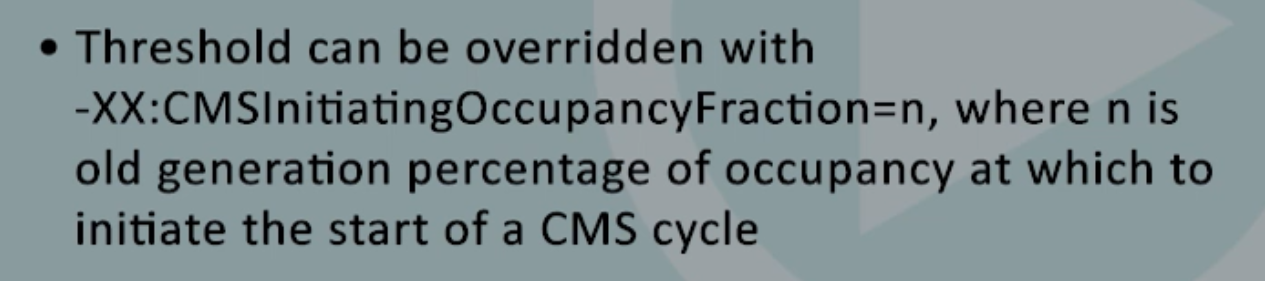 • Threshold can be overridden with
-XX:CMSInitiatingOccupancyFraction=n, where n is
old generation percentage of occupancy at which to
initiate the start of a CMS cycle